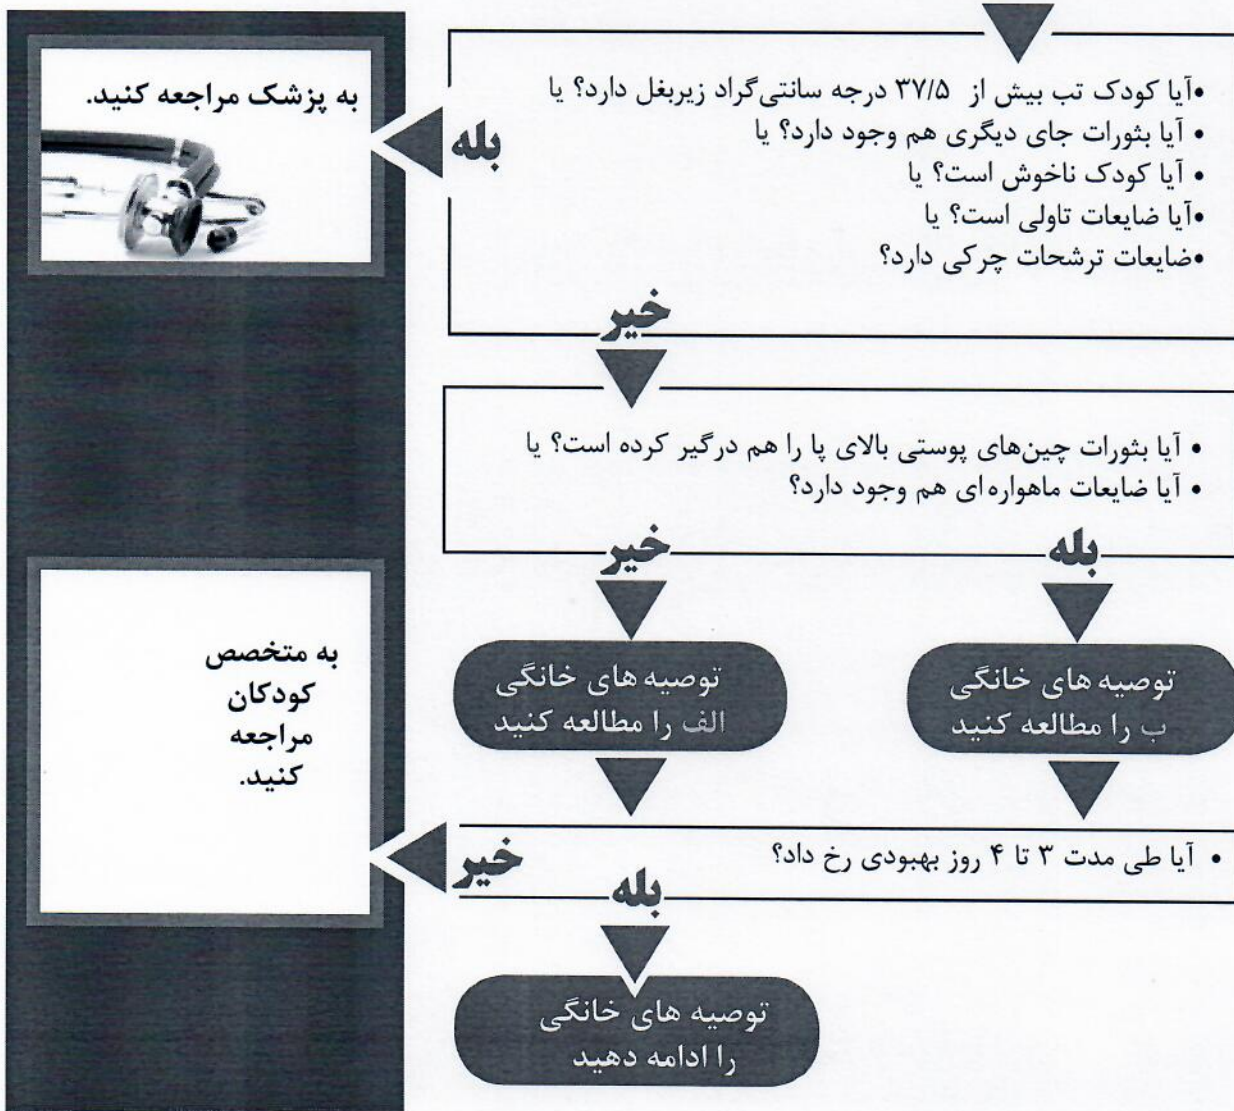 •آیا کودک تب بیش از ۳۷/۵ درجه سانتی‌گراد زیربغل دارد؟ یا
• آیا بثورات جای دیگری هم وجود دارد؟ یا
• آیا کودک ناخوش است؟ یا
•آیا ضایعات تاولی است؟ یا
•ضایعات ترشحات چرکی دارد؟
بله
به پزشک مراجعه کنید.
خیر
• آیا بثورات چین‌های پوستی بالای پا را هم درگیر کرده است؟ یا
• آیا ضایعات ماهواره ای هم وجود دارد؟
بله
خیر
توصیه های خانگی
ب را مطالعه کنید
توصیه های خانگی
الف را مطالعه کنید
• آیا طی مدت ۳ تا ۴ روز بهبودی رخ داد؟
خیر
به متخصص
کودکان
مراجعه
کنید.
بله
توصیه های خانگی
را ادامه دهید